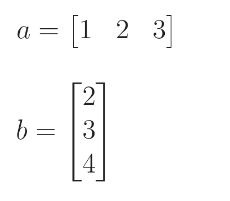 a = [1 2 3]
b = [2
3
4]